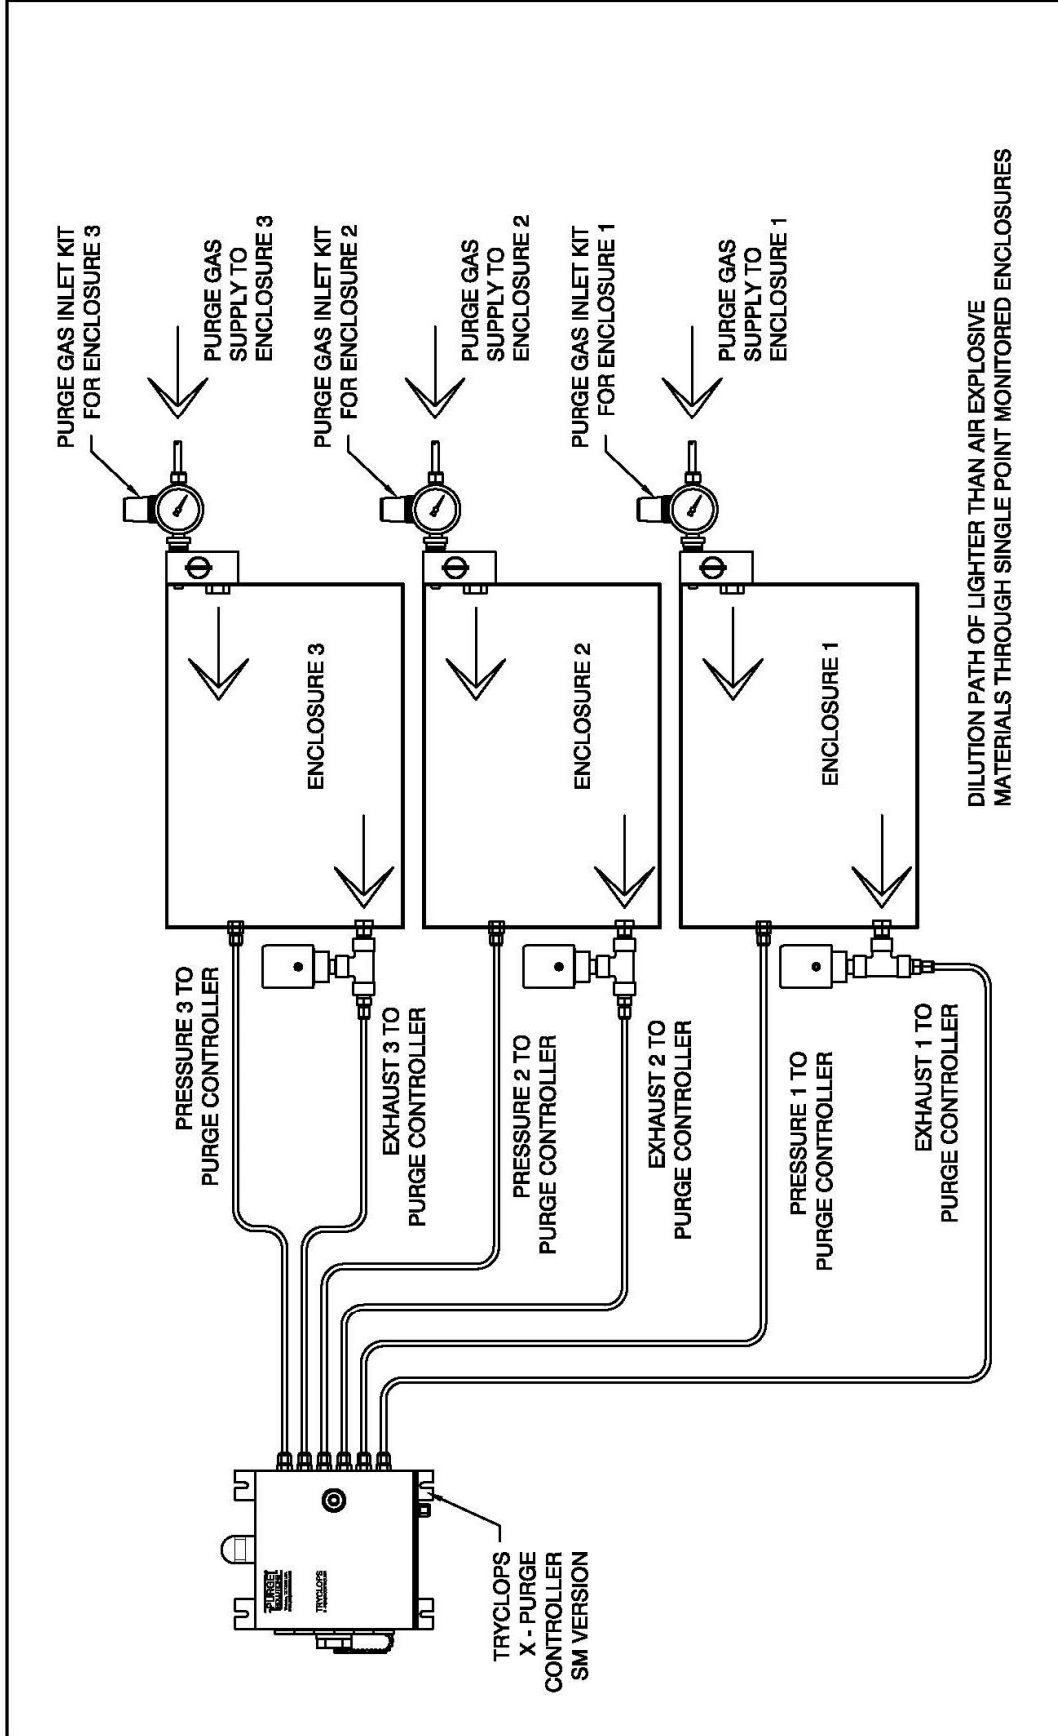 PURGE GAS INLET KIT
FOR ENCLOSURE 3
PURGE GAS
SUPPLY TO
ENCLOSURE 3
PURGE GAS INLET KIT
FOR ENCLOSURE 2
PURGE GAS
SUPPLY TO
ENCLOSURE 2
PURGE GAS INLET KIT
FOR ENCLOSURE 1
PURGE GAS
SUPPLY TO
ENCLOSURE 1
ENCLOSURE 3
ENCLOSURE 2
ENCLOSURE 1
PRESSURE 3 TO
PURGE CONTROLLER
EXHAUST 3 TO
PURGE CONTROLLER
PRESSURE 2 TO
PURGE CONTROLLER
EXHAUST 2 TO
PURGE CONTROLLER
PRESSURE 1 TO
PURGE CONTROLLER
EXHAUST 1 TO
PURGE CONTROLLER
PURGE
SOLUTIONS
TRYCLOPS
TRYCLOPS
X - PURGE
CONTROLLER
SM VERSION
DILUTION PATH OF LIGHTER THAN AIR EXPLOSIVE
MATERIALS THROUGH SINGLE POINT MONITORED ENCLOSURES